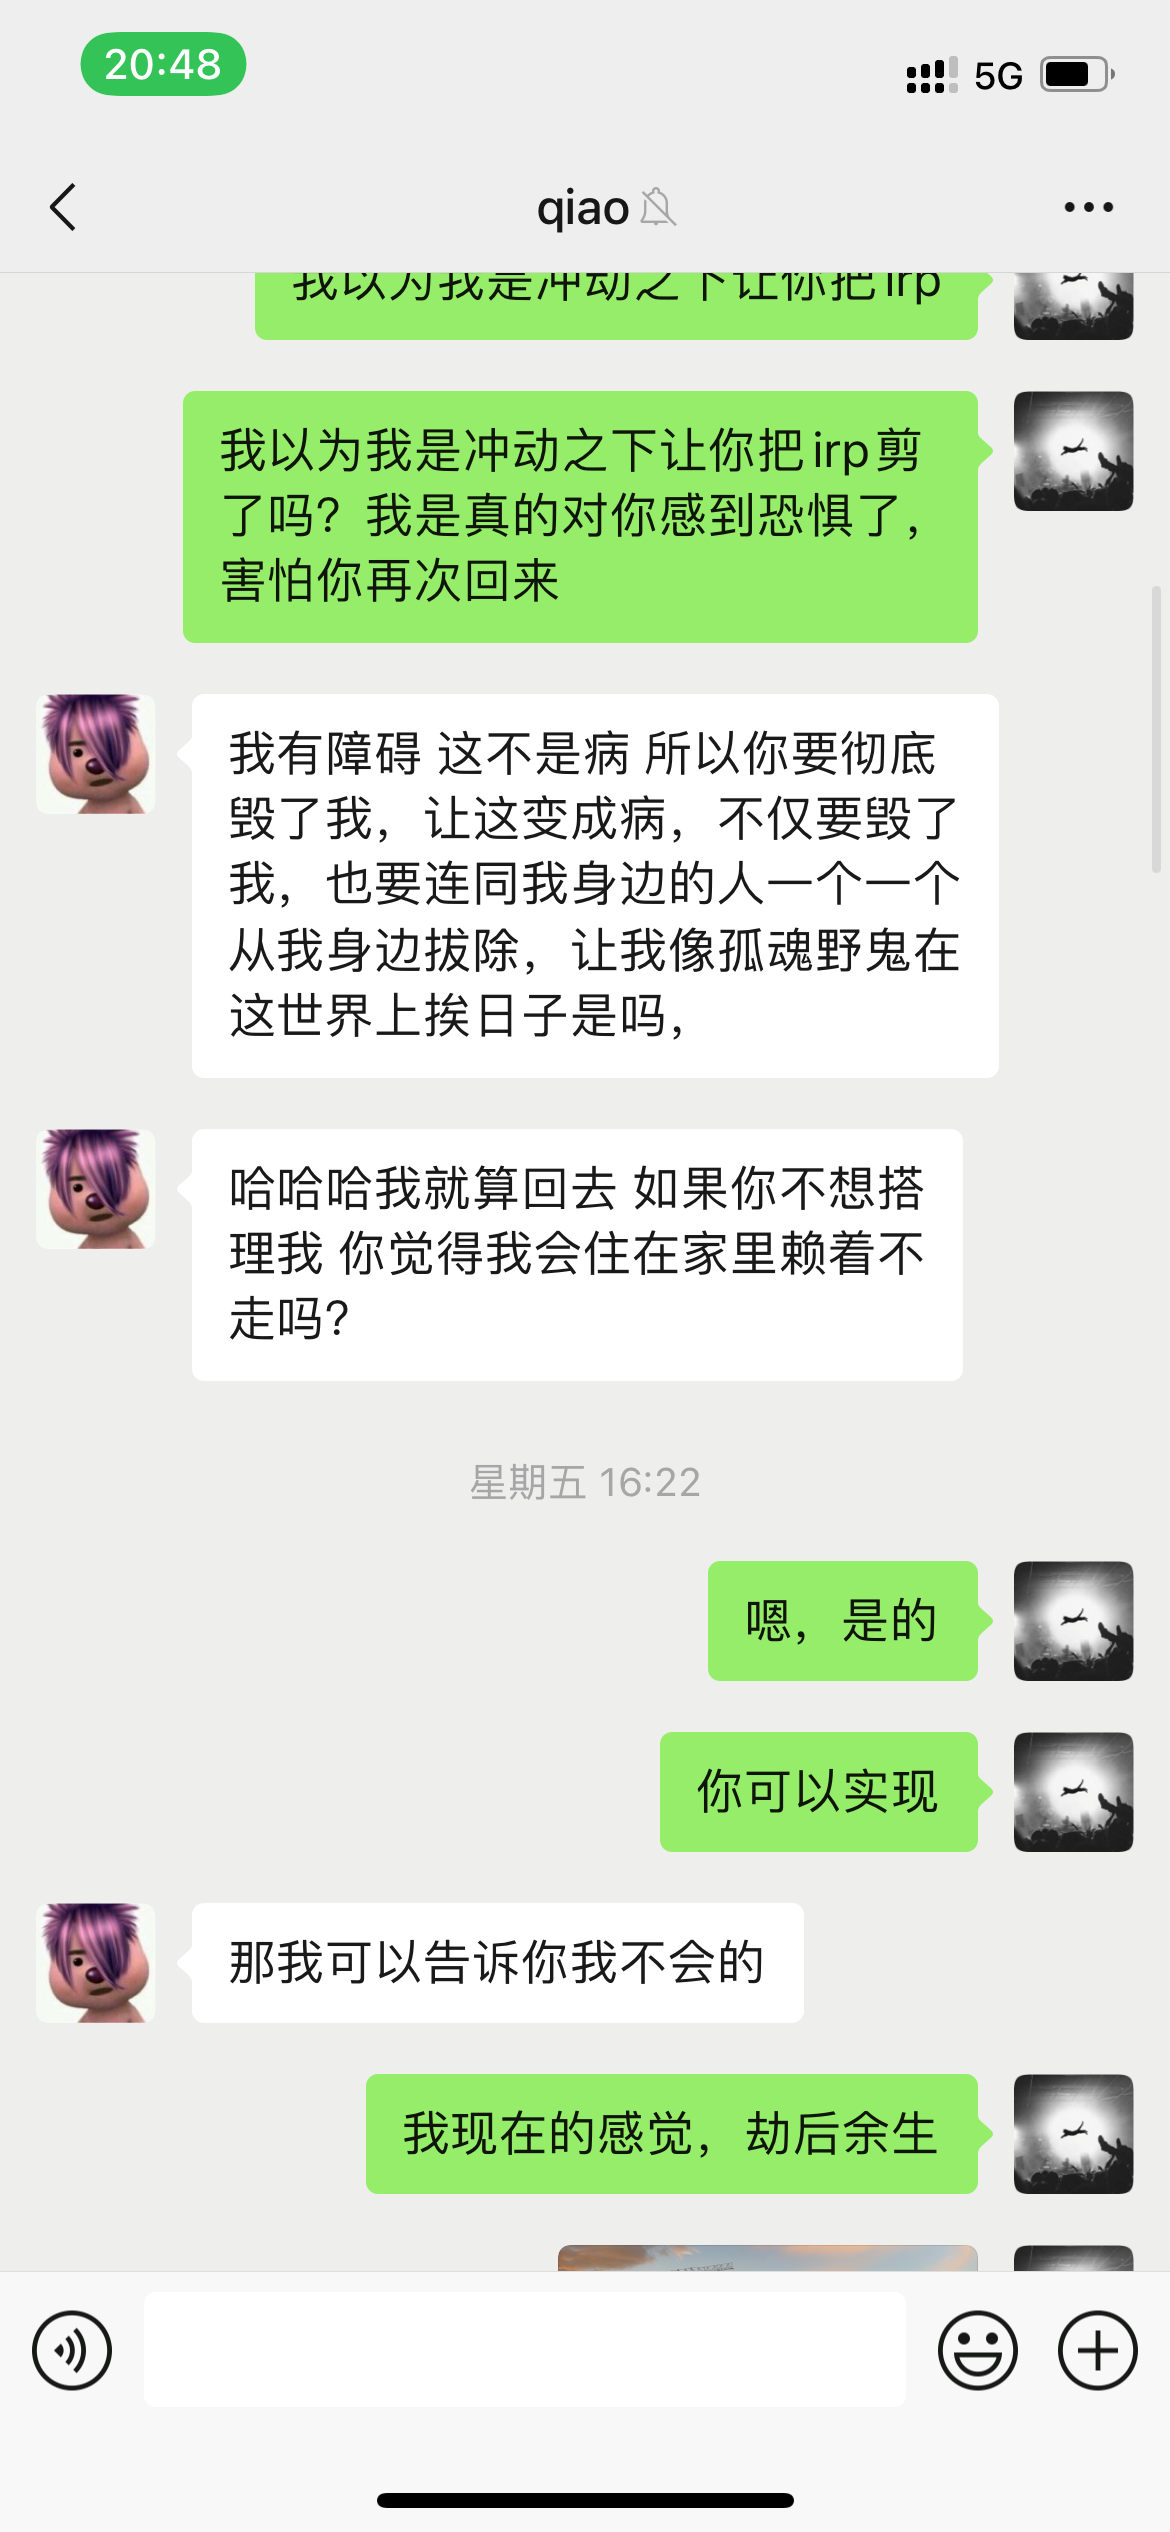 20:48
5G
qiao
我以为我是冲动之下让你把irp
我以为我是冲动之下让你把irp剪
了吗？我是真的对你感到恐惧了，
害怕你再次回来
我有障碍 这不是病 所以你要彻底
毁了我，让这变成病，不仅要毁了
我，也要连同我身边的人一个一个
从我身边拔除，让我像孤魂野鬼在
这世界上挨日子是吗，
哈哈哈我就算回去 如果你不想搭
理我 你觉得我会住在家里赖着不
走吗?
星期五 16:22
嗯，是的
你可以实现
那我可以告诉你我不会的
我现在的感觉，劫后余生